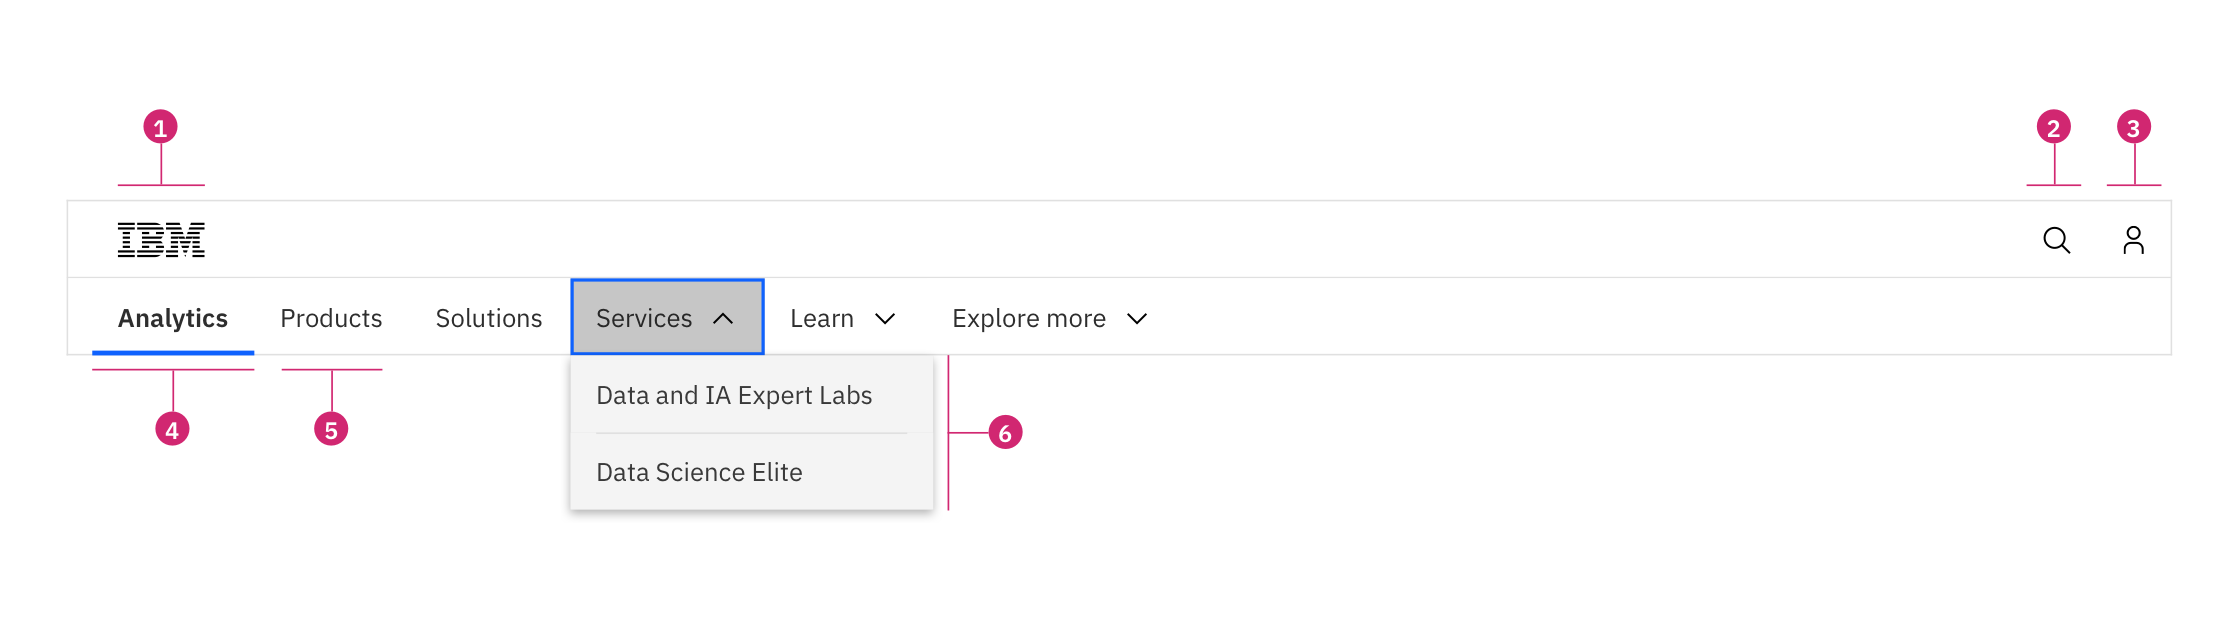 1 2 3
IBM
Analytics Products Solutions Services Learn Explore more
Data and IA Expert Labs
4 5 6
Data Science Elite